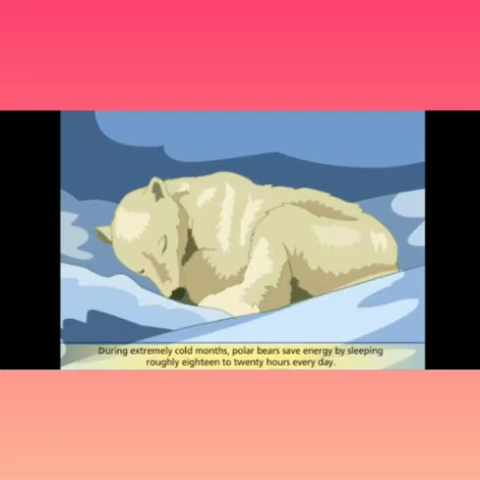 During extremely cold months, polar bears save energy by sleeping
roughly eighteen to twenty hours every day.